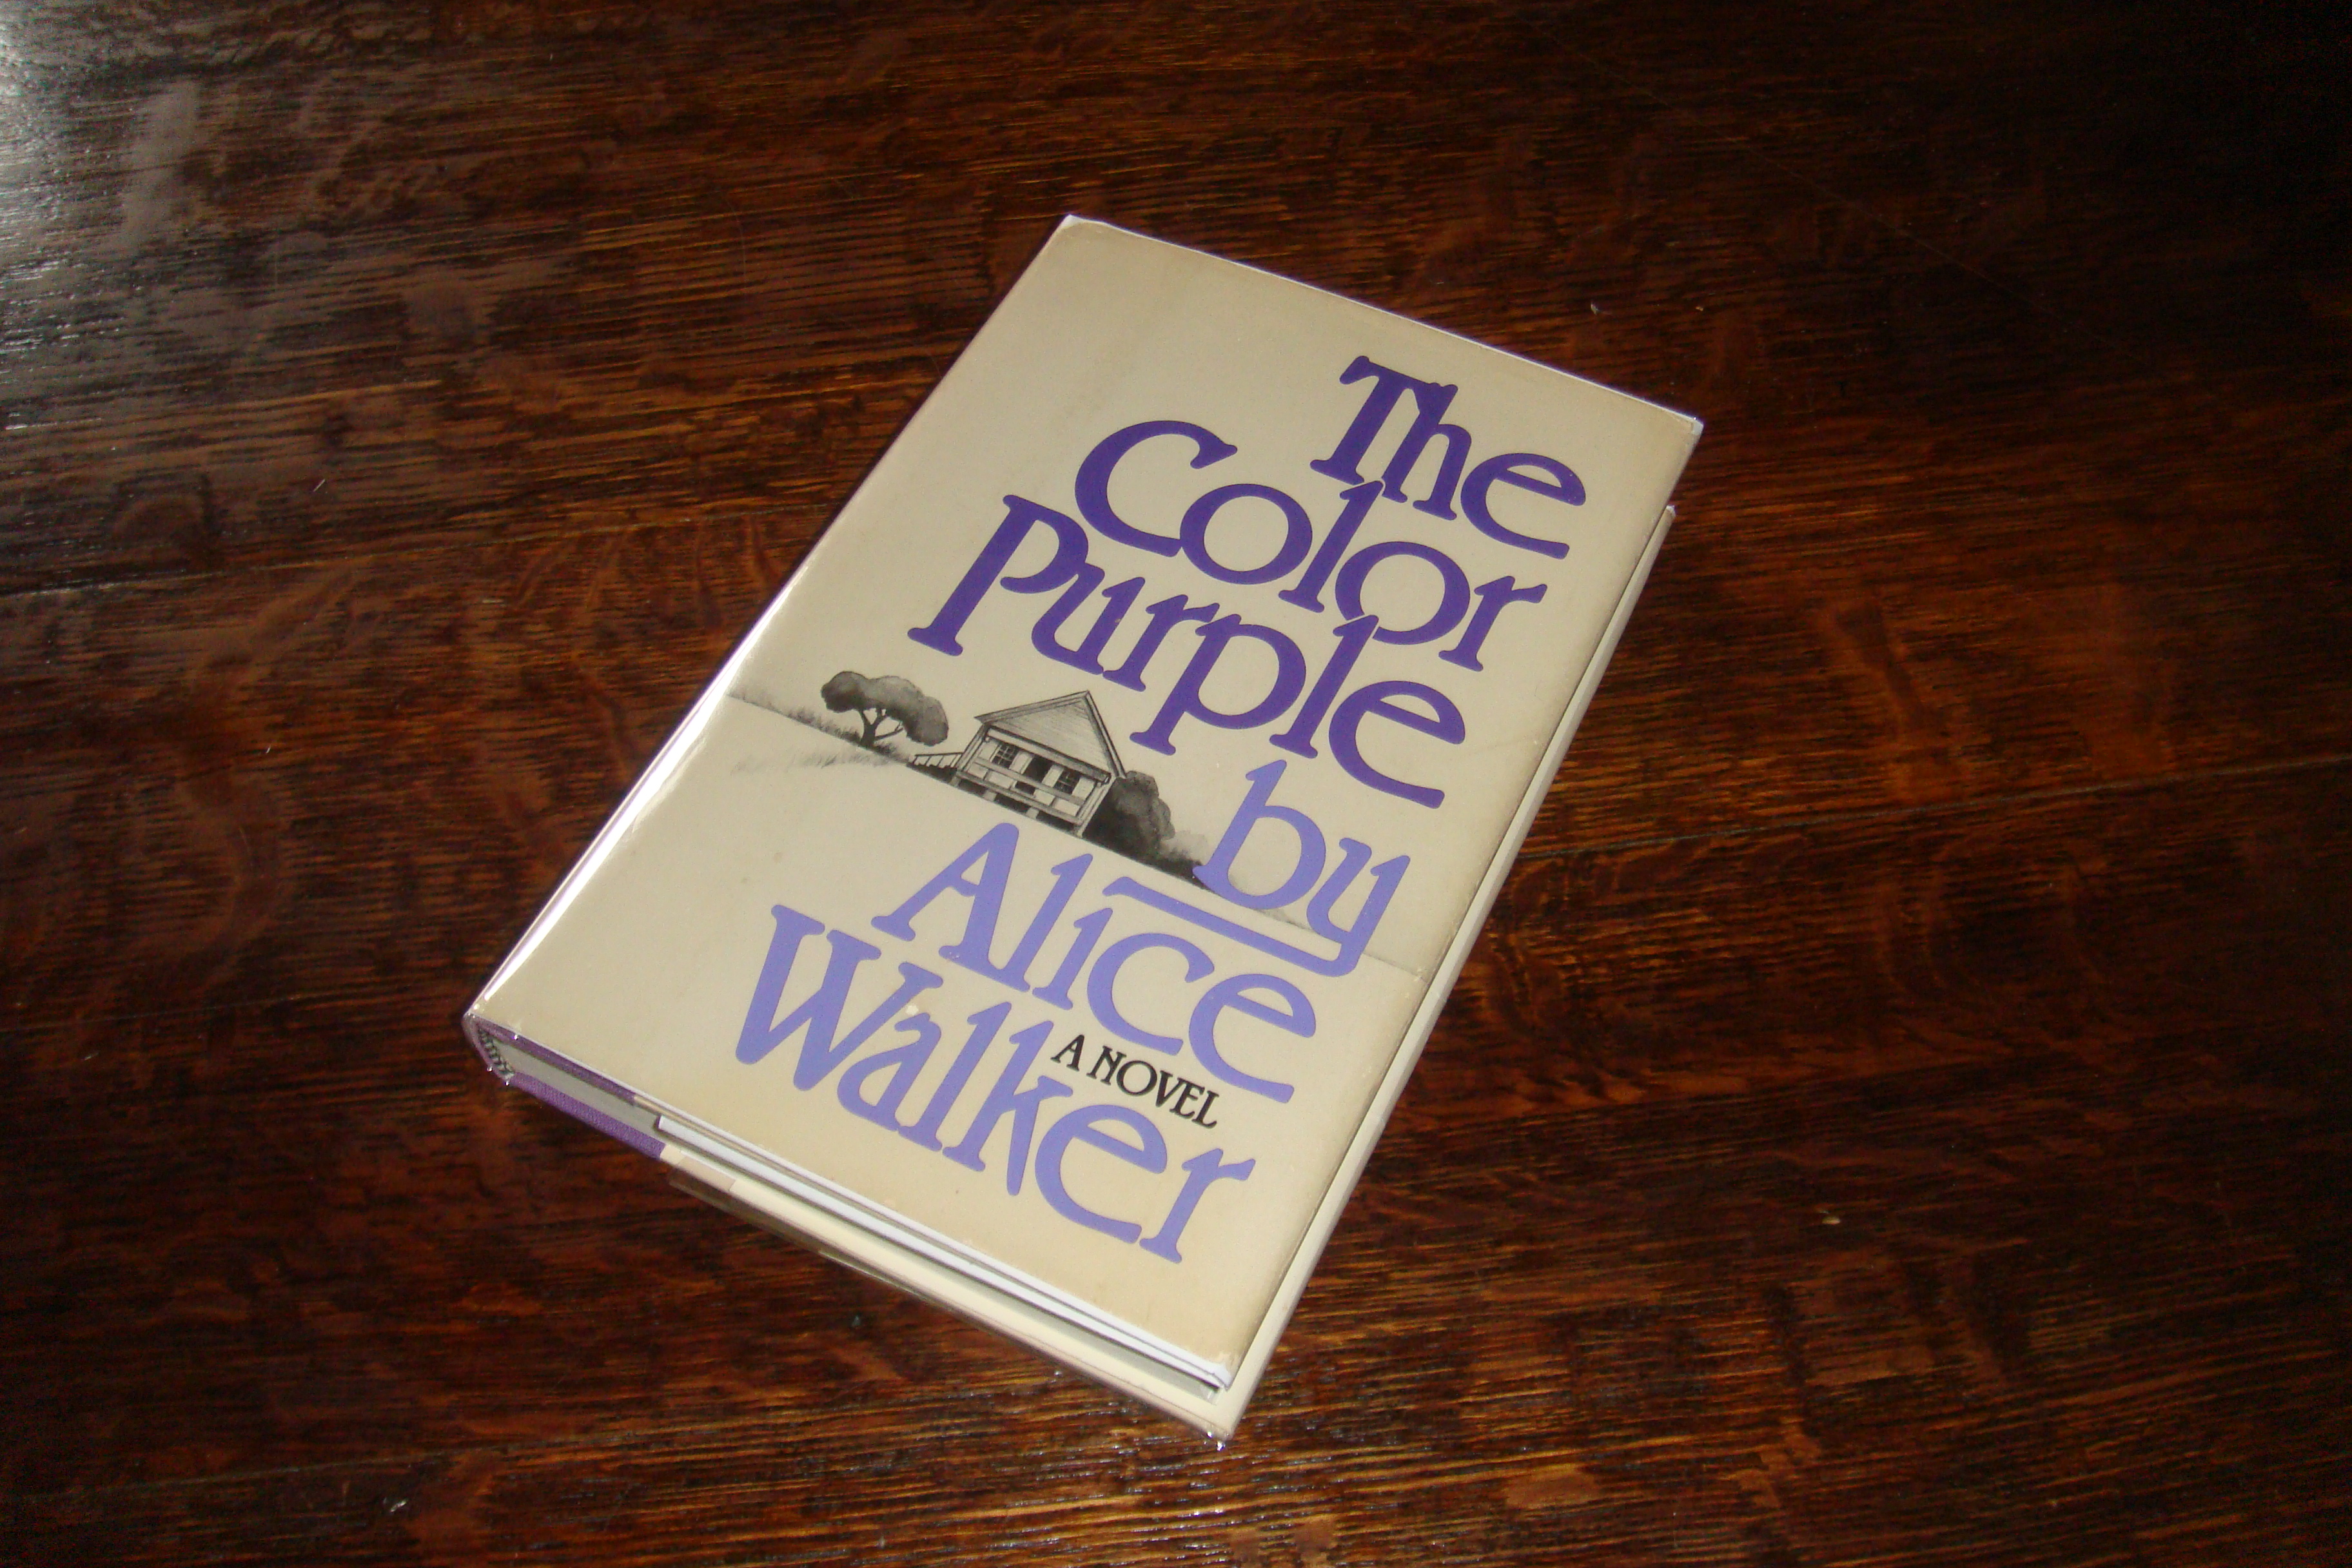 The
Color
Purple
by
Alice
A NOVEL
Walker